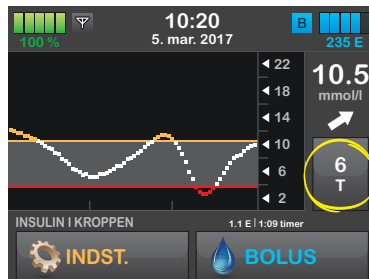 10:20
B
100 %
5. mar. 2017
235 E
22
10.5
mmol/l
18
14
10
6
6
T
2
INSULIN I KROPPEN
1.1 E | 1:09 timer
INDST.
BOLUS